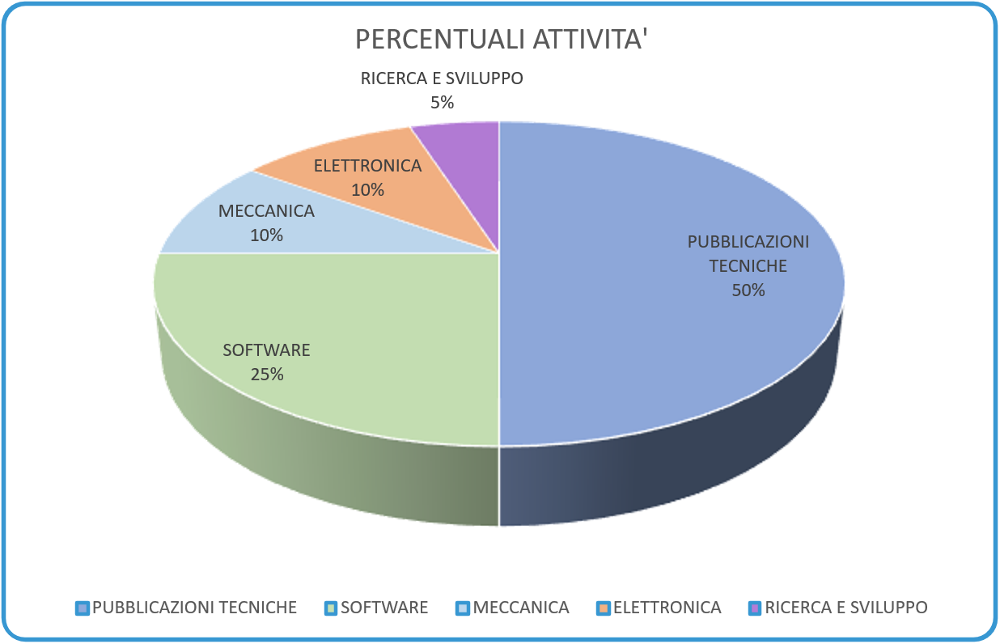 PERCENTUALI ATTIVITA'
RICERCA E SVILUPPO
5%
ELETTRONICA
10%
MECCANICA
10%
PUBBLICAZIONI
TECNICHE
50%
SOFTWARE
25%
PUBBLICAZIONI TECNICHE SOFTWARE MECCANICA ELETTRONICA RICERCA E SVILUPPO